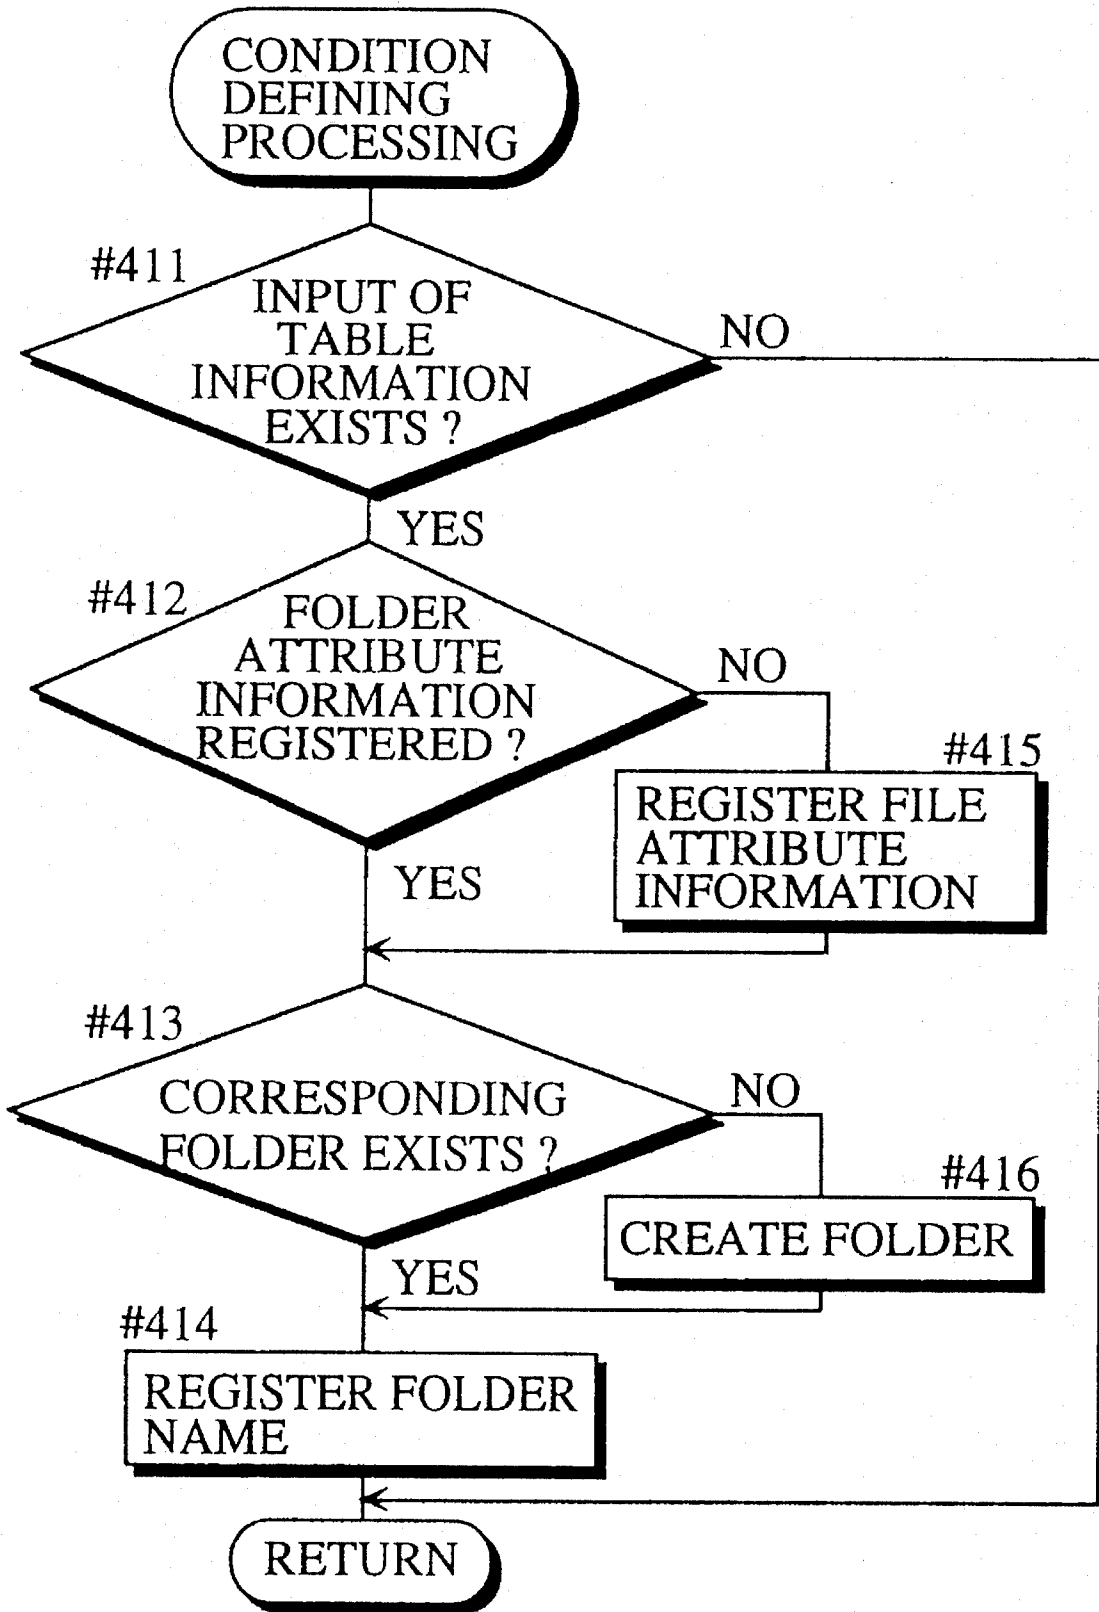 CONDITION
DEFINING
PROCESSING
#411
INPUT OF
TABLE
INFORMATION
EXISTS ?
NO
YES
#412
FOLDER
ATTRIBUTE
INFORMATION
REGISTERED ?
NO
#415
REGISTER FILE
ATTRIBUTE
INFORMATION
YES
#413
CORRESPONDING
FOLDER EXISTS ?
NO
#416
CREATE FOLDER
YES
#414
REGISTER FOLDER
NAME
RETURN